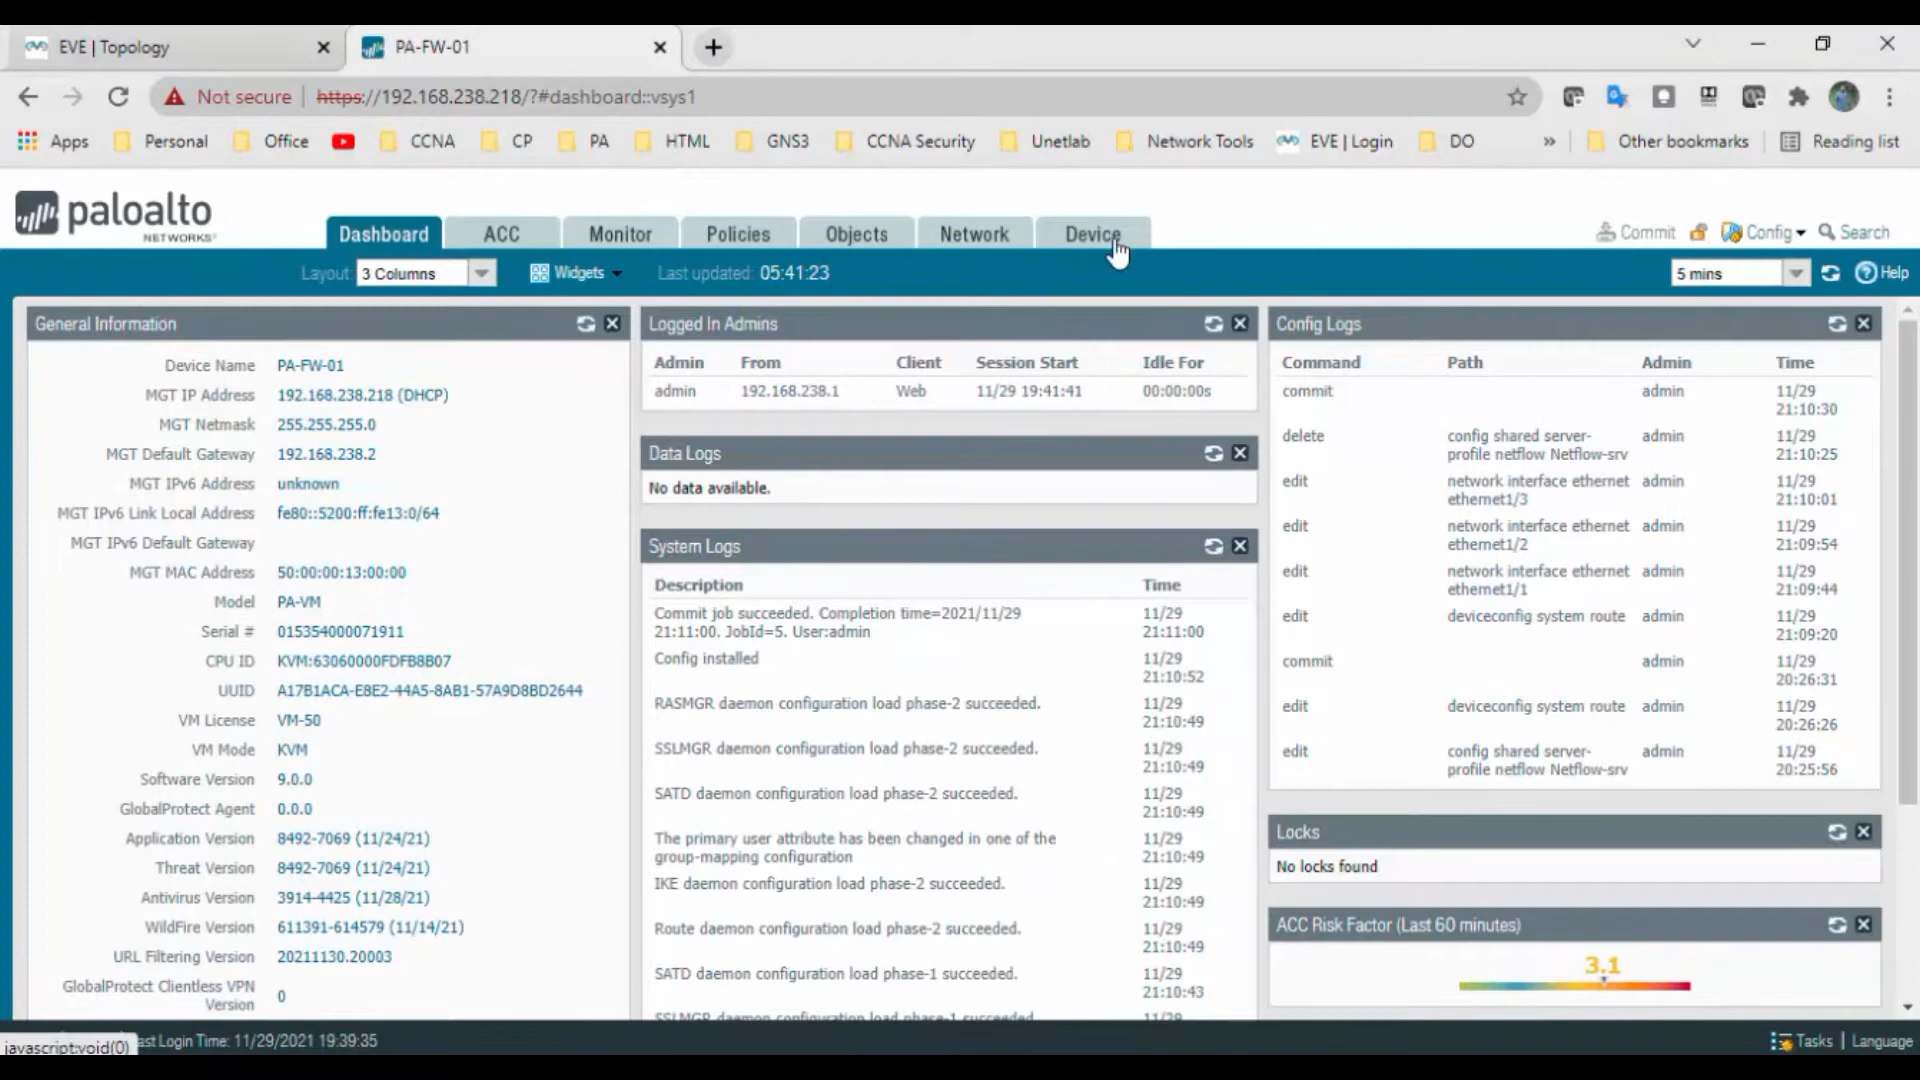 EVE | Topology
PA-FW-01
Not secure
https://192.168.238.218/?#dashboard::vsys1
Apps Personal Office CCNA CP PA HTML GNS3 CCNA Security Unetlab Network Tools EVE | Login DO » Other bookmarks Reading list
paloalto
NETWORKS®
Dashboard ACC Monitor Policies Objects Network Device
Commit Config Search
Layout: 3 Columns Widgets Last updated: 05:41:23
5 mins Help
General Information
Device Name PA-FW-01
MGT IP Address 192.168.238.218 (DHCP)
MGT Netmask 255.255.255.0
MGT Default Gateway 192.168.238.2
MGT IPv6 Address unknown
MGT IPv6 Link Local Address fe80::5200:ff:fe13:0/64
MGT IPv6 Default Gateway
MGT MAC Address 50:00:00:13:00:00
Model PA-VM
Serial # 015354000071911
CPU ID KVM:63060000FDFB8B07
UUID A17B1ACA-E8E2-44A5-8AB1-57A9D8BD2644
VM License VM-50
VM Mode KVM
Software Version 9.0.0
GlobalProtect Agent 0.0.0
Application Version 8492-7069 (11/24/21)
Threat Version 8492-7069 (11/24/21)
Antivirus Version 3914-4425 (11/28/21)
WildFire Version 611391-614579 (11/14/21)
URL Filtering Version 20211130.20003
GlobalProtect Clientless VPN
Version 0
Logged In Admins
Admin From Client Session Start Idle For
admin 192.168.238.1 Web 11/29 19:41:41 00:00:00s
Data Logs
No data available.
System Logs
Description Time
Commit job succeeded. Completion time=2021/11/29 11/29
21:11:00. JobId=5. User:admin 21:11:00
Config installed 11/29
21:10:52
RASMGR daemon configuration load phase-2 succeeded. 11/29
21:10:49
SSLMGR daemon configuration load phase-2 succeeded. 11/29
21:10:49
SATD daemon configuration load phase-2 succeeded. 11/29
21:10:49
The primary user attribute has been changed in one of the 11/29
group-mapping configuration 21:10:49
IKE daemon configuration load phase-2 succeeded. 11/29
21:10:49
Route daemon configuration load phase-2 succeeded. 11/29
21:10:49
SATD daemon configuration load phase-1 succeeded. 11/29
21:10:43
SSLMGR daemon configuration load phase-1 succeeded. 11/29
Config Logs
Command Path Admin Time
commit admin 11/29
21:10:30
delete config shared server- admin 11/29
profile netflow Netflow-srv 21:10:25
edit network interface ethernet admin 11/29
ethernet1/3 21:10:01
edit network interface ethernet admin 11/29
ethernet1/2 21:09:54
edit network interface ethernet admin 11/29
ethernet1/1 21:09:44
edit deviceconfig system route admin 11/29
21:09:20
commit admin 11/29
20:26:31
edit deviceconfig system route admin 11/29
20:26:26
edit config shared server- admin 11/29
profile netflow Netflow-srv 20:25:56
Locks
No locks found
ACC Risk Factor (Last 60 minutes)
3.1
javascript:void(0)
ast Login Time: 11/29/2021 19:39:35
Tasks | Language